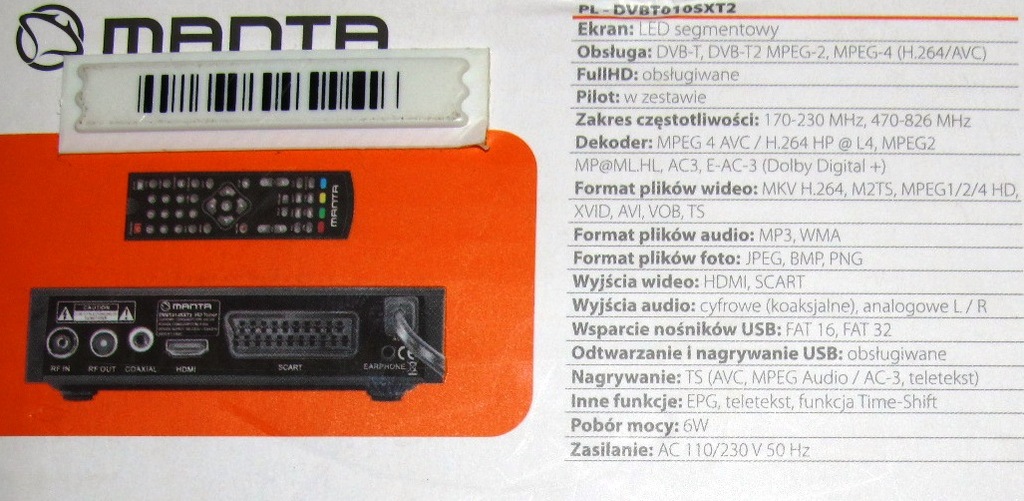 MANTA
MANTA
CAUTION
MANTA
RF IN
RF OUT
COAXIAL
HDMI
SCART
EARPHONE
PL - DVBT010SXT2
Ekran: LED segmentowy
Obsługa: DVB-T, DVB-T2 MPEG-2, MPEG-4 (H.264/AVC)
FullHD: obsługiwane
Pilot: w zestawie
Zakres częstotliwości: 170-230 MHz, 470-826 MHz
Dekoder: MPEG 4 AVC / H.264 HP @ L4, MPEG2
MP@ML.HL, AC3, E-AC-3 (Dolby Digital +)
Format plików wideo: MKV H.264, M2TS, MPEG1/2/4 HD,
XVID, AVI, VOB, TS
Format plików audio: MP3, WMA
Format plików foto: JPEG, BMP, PNG
Wyjścia wideo: HDMI, SCART
Wyjścia audio: cyfrowe (koaksjalne), analogowe L / R
Wsparcie nośników USB: FAT 16, FAT 32
Odtwarzanie i nagrywanie USB: obsługiwane
Nagrywanie: TS (AVC, MPEG Audio / AC-3, teletekst)
Inne funkcje: EPG, teletekst, funkcja Time-Shift
Pobór mocy: 6W
Zasilanie: AC 110/230 V 50 Hz